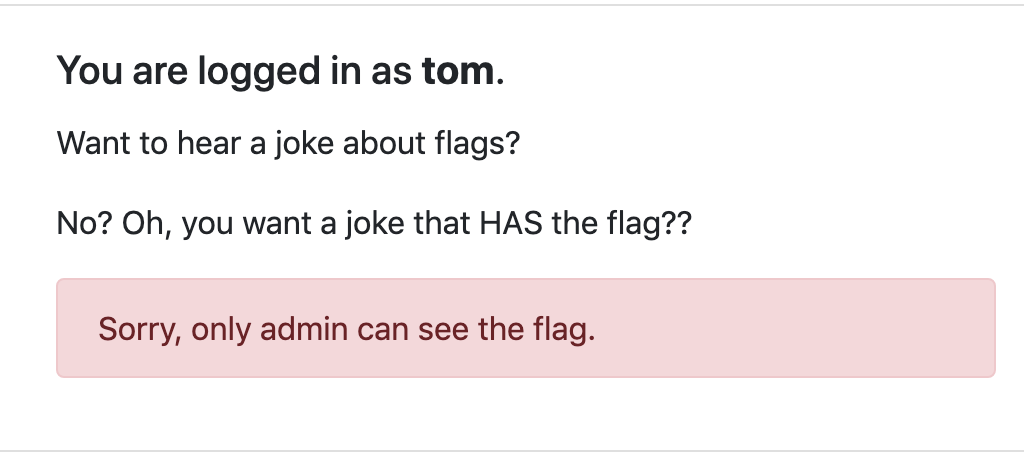 You are logged in as tom.
Want to hear a joke about flags?
No? Oh, you want a joke that HAS the flag??
Sorry, only admin can see the flag.